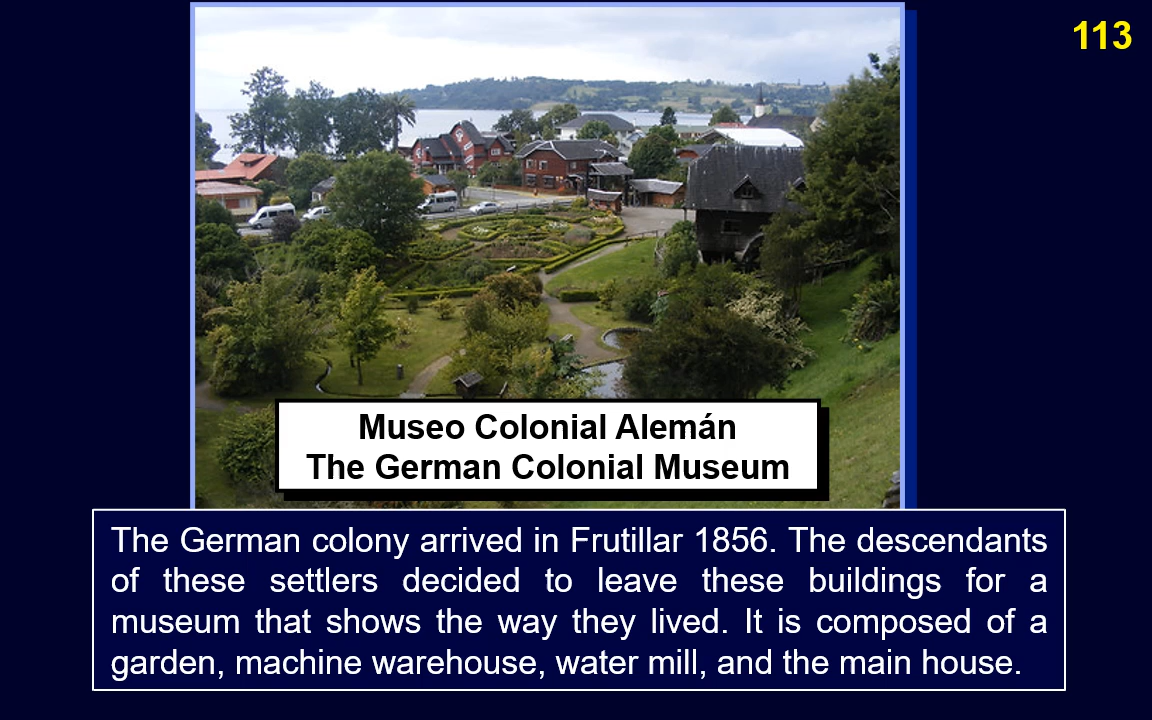 113
Museo Colonial Alemán
The German Colonial Museum
The German colony arrived in Frutillar 1856. The descendants
of these settlers decided to leave these buildings for a
museum that shows the way they lived. It is composed of a
garden, machine warehouse, water mill, and the main house.